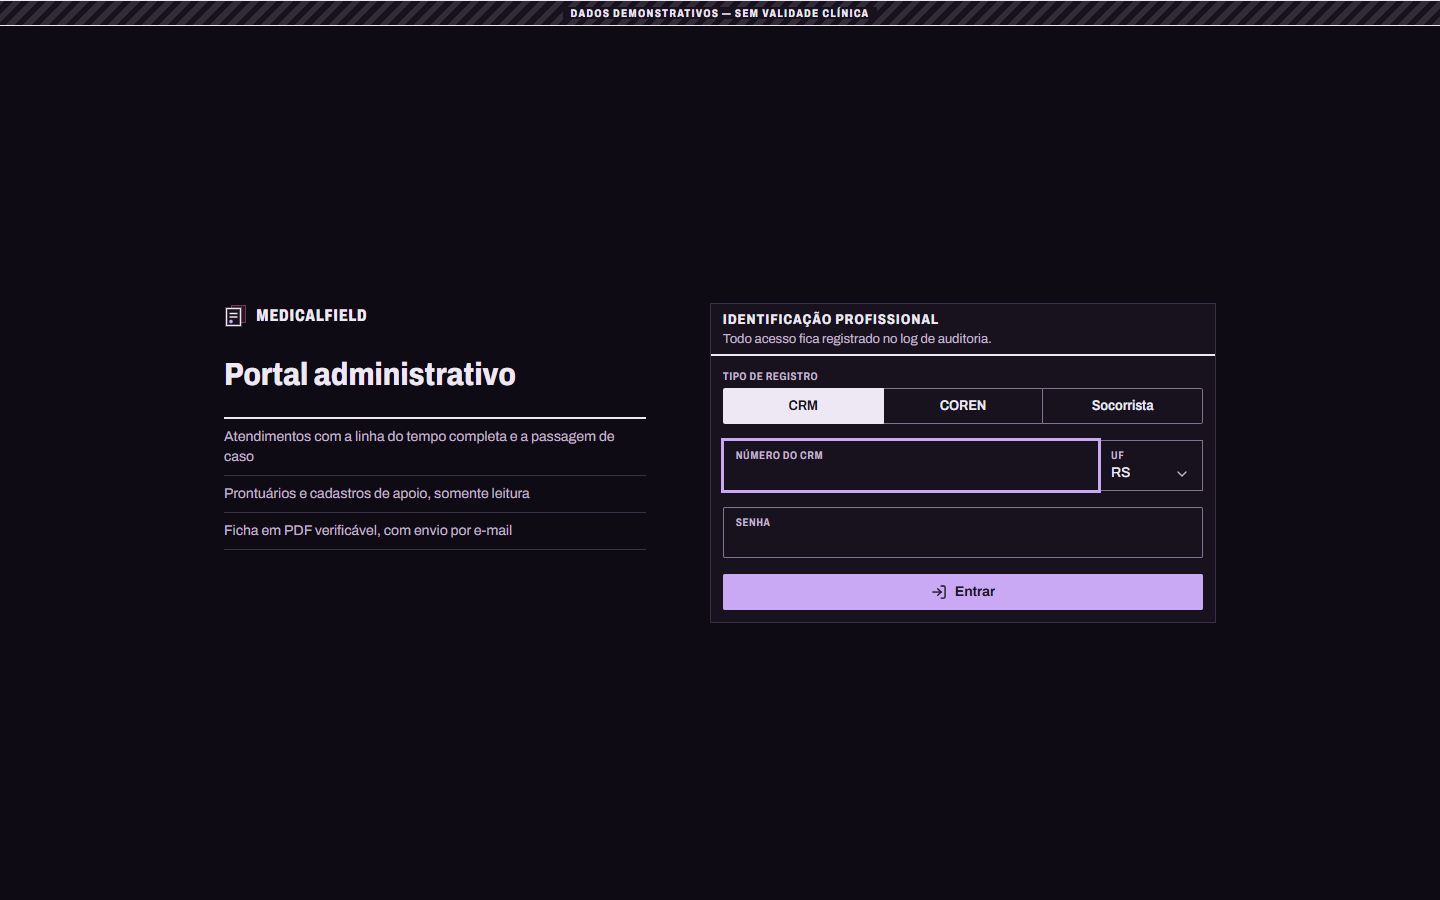 DADOS DEMONSTRATIVOS — SEM VALIDADE CLÍNICA
MEDICALFIELD
Portal administrativo
Atendimentos com a linha do tempo completa e a passagem de
caso
Prontuários e cadastros de apoio, somente leitura
Ficha em PDF verificável, com envio por e-mail
IDENTIFICAÇÃO PROFISSIONAL
Todo acesso fica registrado no log de auditoria.
TIPO DE REGISTRO
CRM COREN Socorrista
NÚMERO DO CRM UF
RS
SENHA
Entrar